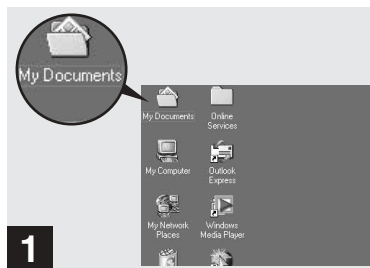 My Documents
My Documents
Online
Services
My Computer
Outlook
Express
My Network
Places
Windows
Media Player
1